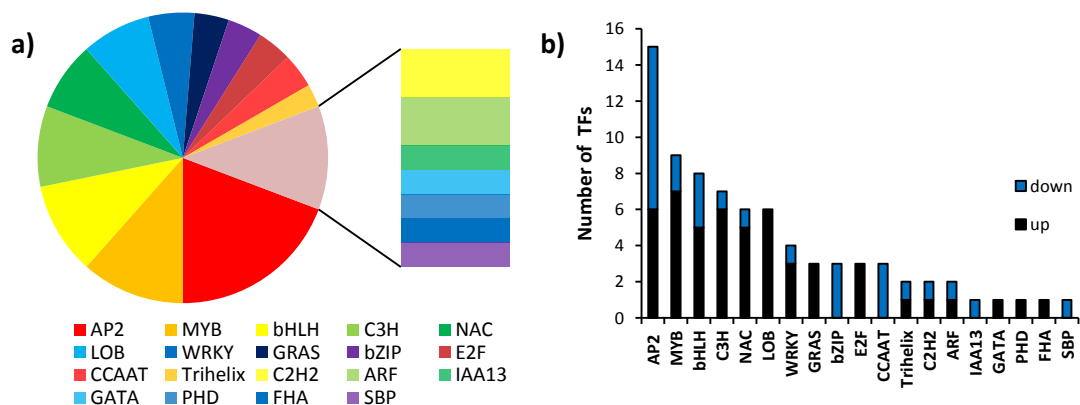 a)
AP2 MYB bHLH C3H NAC
LOB WRKY GRAS bZIP E2F
CCAAT Trihelix C2H2 ARF IAA13
GATA PHD FHA SBP
b)
Number of TFs
16
14
12
10
8
6
4
2
0
down
up
AP2
MYB
bHLH
C3H
NAC
LOB
WRKY
GRAS
bZIP
E2F
CCAAT
Trihelix
C2H2
ARF
IAA13
GATA
PHD
FHA
SBP